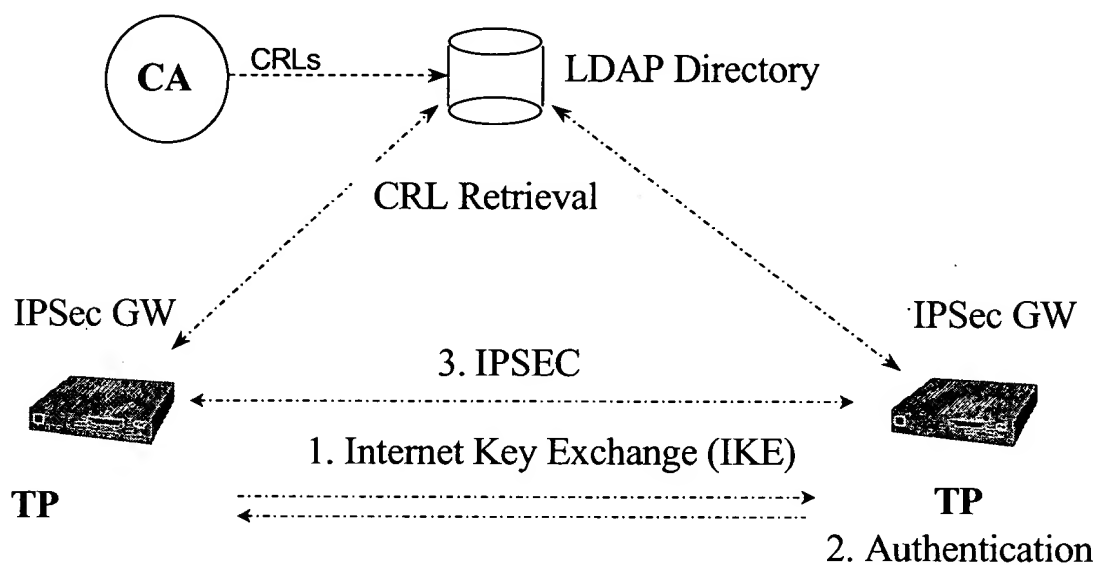 CA
CRLs
LDAP Directory
CRL Retrieval
IPSec GW
IPSec GW
3. IPSEC
1. Internet Key Exchange (IKE)
TP
TP
2. Authentication